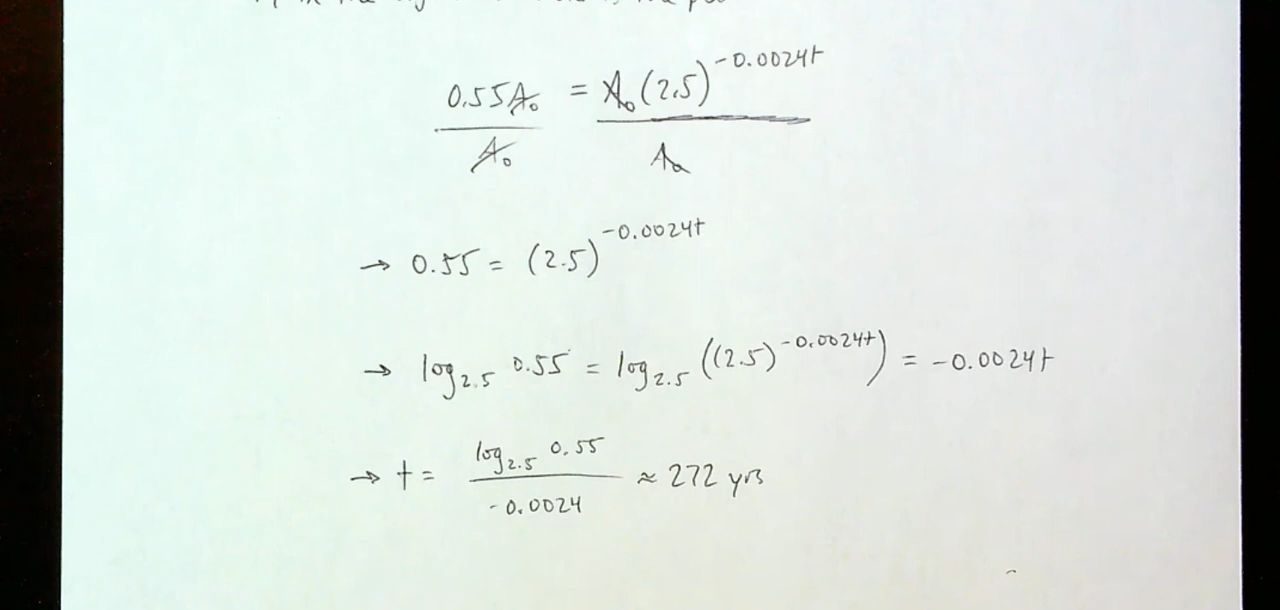 0.55A₀ = A₀(2.5)^-0.0024t
A₀ A₀
→ 0.55 = (2.5)^-0.0024t
→ log₂.₅ 0.55 = log₂.₅ ((2.5)^-0.0024t) = -0.0024t
→ t = log₂.₅ 0.55 / -0.0024 ≈ 272 yrs